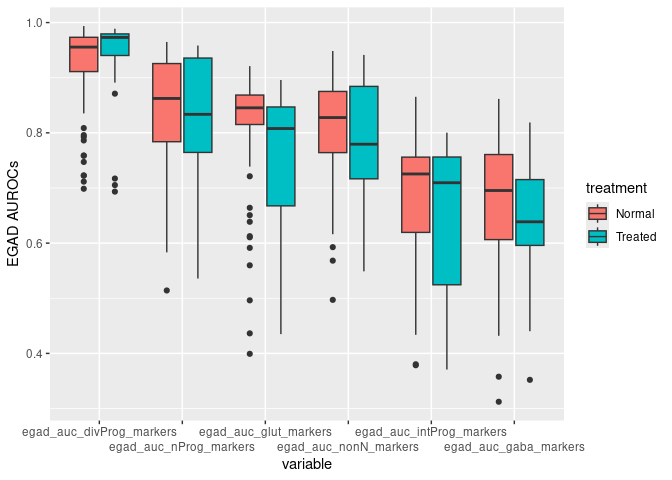 1.0
0.8
0.6
0.4
EGAD AUROCs
egad_auc_divProg_markers
egad_auc_glut_markers
egad_auc_intProg_markers
egad_auc_nProg_markers
egad_auc_nonN_markers
egad_auc_gaba_markers
variable
treatment
Normal
Treated